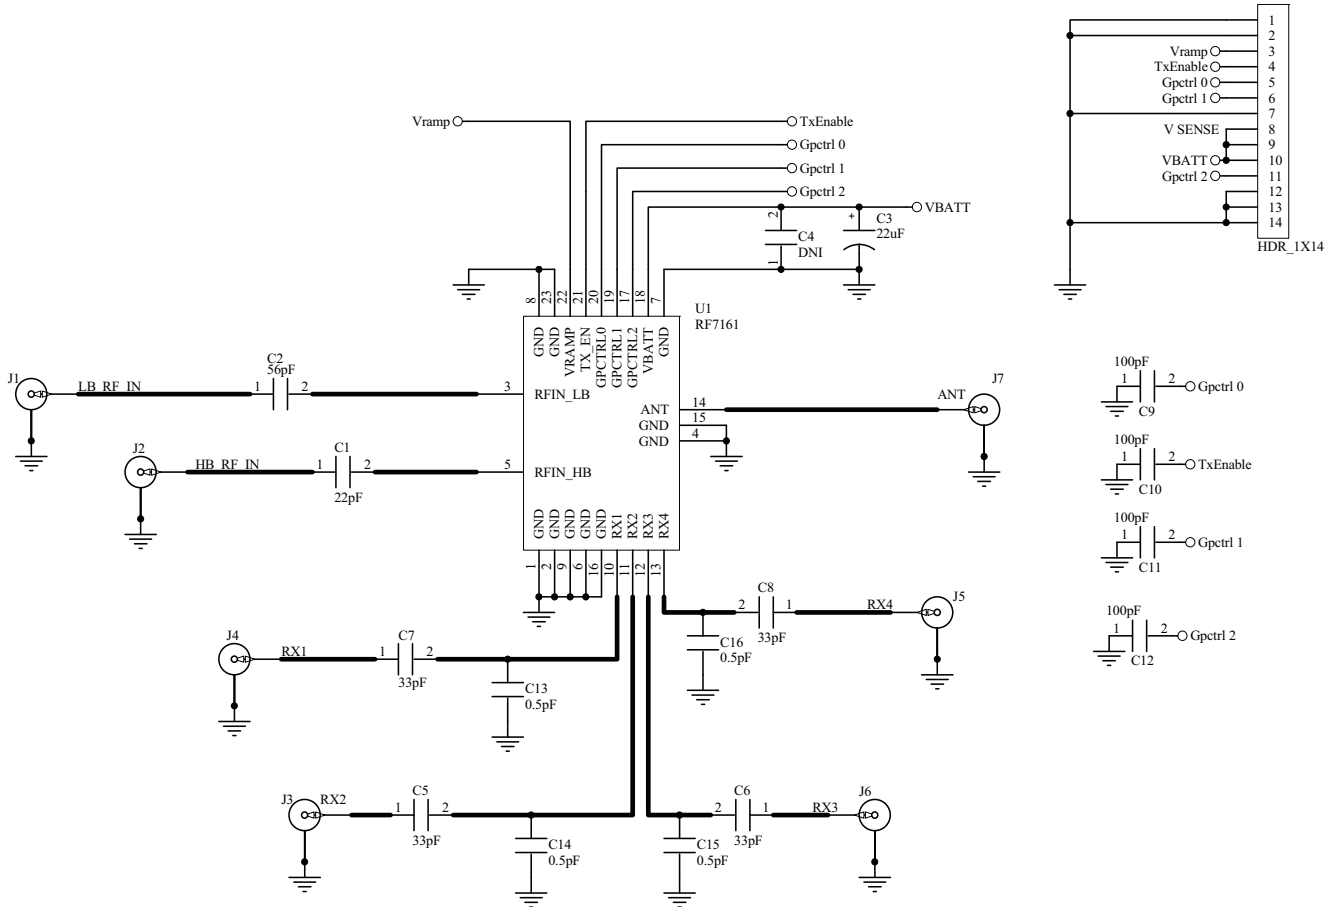 1
2
Vramp 3
TxEnable 4
Gpctrl 0 5
Gpctrl 1 6
7
V SENSE 8
9
VBATT 10
Gpctrl 2 11
12
13
14
HDR_1X14
Vramp
TxEnable
Gpctrl 0
Gpctrl 1
Gpctrl 2
VBATT
2
C4
DNI
1
+
C3
22uF
8
23
22
21
20
19
17
18
7
U1
RF7161
GND
GND
VRAMP
TX_EN
GPCTRL0
GPCTRL1
GPCTRL2
VBATT
GND
J1
LB_RF_IN
C2
56pF
1
2
3
RFIN_LB
J2
HB_RF_IN
C1
1
2
22pF
5
RFIN_HB
ANT
14
GND
15
GND
4
ANT
J7
GND
GND
GND
GND
GND
RX1
RX2
RX3
RX4
1
2
9
6
16
10
11
12
13
100pF
1
2
Gpctrl 0
C9
100pF
1
2
TxEnable
C10
100pF
1
2
Gpctrl 1
C11
100pF
1
2
Gpctrl 2
C12
C8
2
1
33pF
RX4
J5
C16
0.5pF
J4
RX1
C7
1
2
33pF
C13
0.5pF
J3
RX2
C5
1
2
33pF
C14
0.5pF
C15
0.5pF
C6
2
1
33pF
RX3
J6